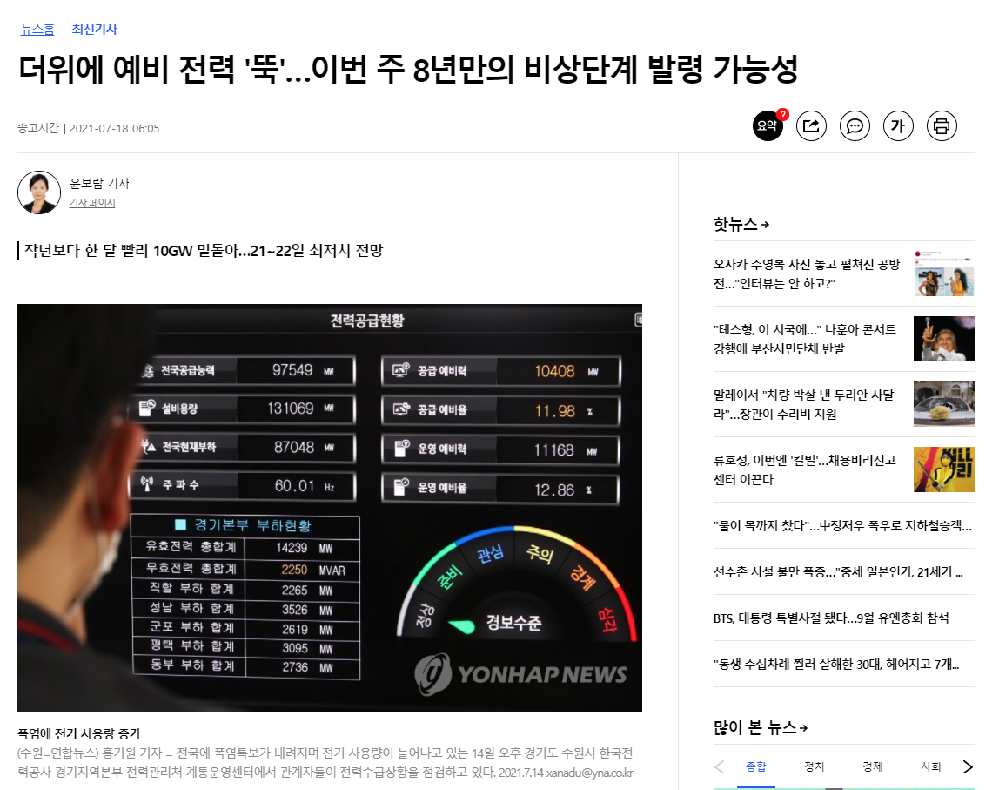 뉴스홈 | 최신기사
더위에 예비 전력 '뚝'…이번 주 8년만의 비상단계 발령 가능성
송고시간 | 2021-07-18 06:05
요약 ?
가
윤보람 기자
기자 페이지
작년보다 한 달 빨리 10GW 밑돌아…21~22일 최저치 전망
전력공급현황
전국공급능력 97549 MW
공급 예비력 10408 MW
설비용량 131069 MW
공급 예비율 11.98 %
전국현재부하 87048 MW
운영 예비력 11168 MW
주 파 수 60.01 Hz
운영 예비율 12.86 %
경기본부 부하현황
유효전력 총합계 14239 MW
무효전력 총합계 2250 MVAR
직할 부하 합계 2265 MW
성남 부하 합계 3526 MW
군포 부하 합계 2619 MW
평택 부하 합계 3095 MW
동부 부하 합계 2736 MW
정상 준비 관심 주의 경계 심각
경보수준
YONHAP NEWS
폭염에 전기 사용량 증가
(수원=연합뉴스) 홍기원 기자 = 전국에 폭염특보가 내려지며 전기 사용량이 늘어나고 있는 14일 오후 경기도 수원시 한국전
력공사 경기지역본부 전력관리처 계통운영센터에서 관계자들이 전력수급상황을 점검하고 있다. 2021.7.14 xanadu@yna.co.kr
핫뉴스
오사카 수영복 사진 놓고 펼쳐진 공방
전…"인터뷰는 안 하고?"
"테스형, 이 시국에…" 나훈아 콘서트
강행에 부산시민단체 반발
말레이서 "차량 박살 낸 두리안 사달
라"…장관이 수리비 지원
류호정, 이번엔 '킬빌'…채용비리신고
센터 이끈다
"물이 목까지 찼다"…中정저우 폭우로 지하철승객…
선수촌 시설 불만 폭증…"중세 일본인가, 21세기 ...
BTS, 대통령 특별사절 됐다…9월 유엔총회 참석
"동생 수십차례 찔러 살해한 30대, 헤어지고 7개...
많이 본 뉴스
종합 정치 경제 사회